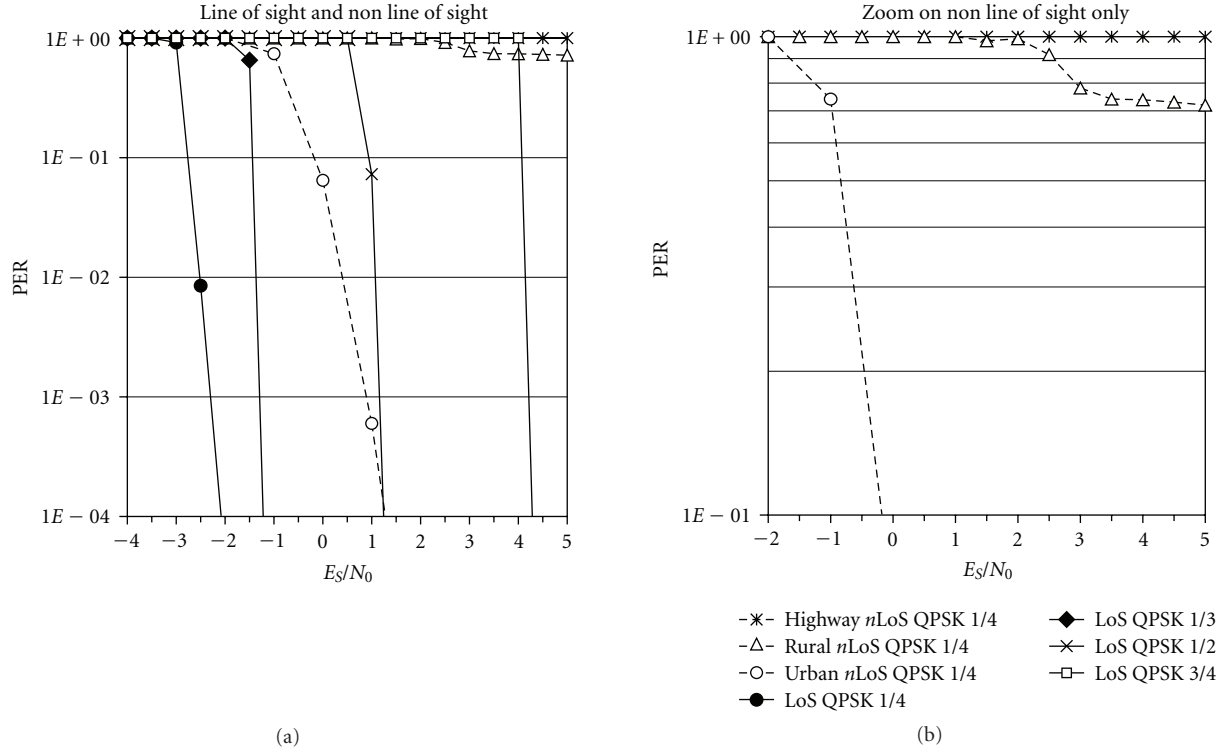 Line of sight and non line of sight
1E + 00
1E − 01
1E − 02
1E − 03
1E − 04
PER
−4 −3 −2 −1 0 1 2 3 4 5
E_S/N_0
(a)
Zoom on non line of sight only
1E + 00
1E − 01
PER
−2 −1 0 1 2 3 4 5
E_S/N_0
Highway nLoS QPSK 1/4
Rural nLoS QPSK 1/4
Urban nLoS QPSK 1/4
LoS QPSK 1/4
LoS QPSK 1/3
LoS QPSK 1/2
LoS QPSK 3/4
(b)